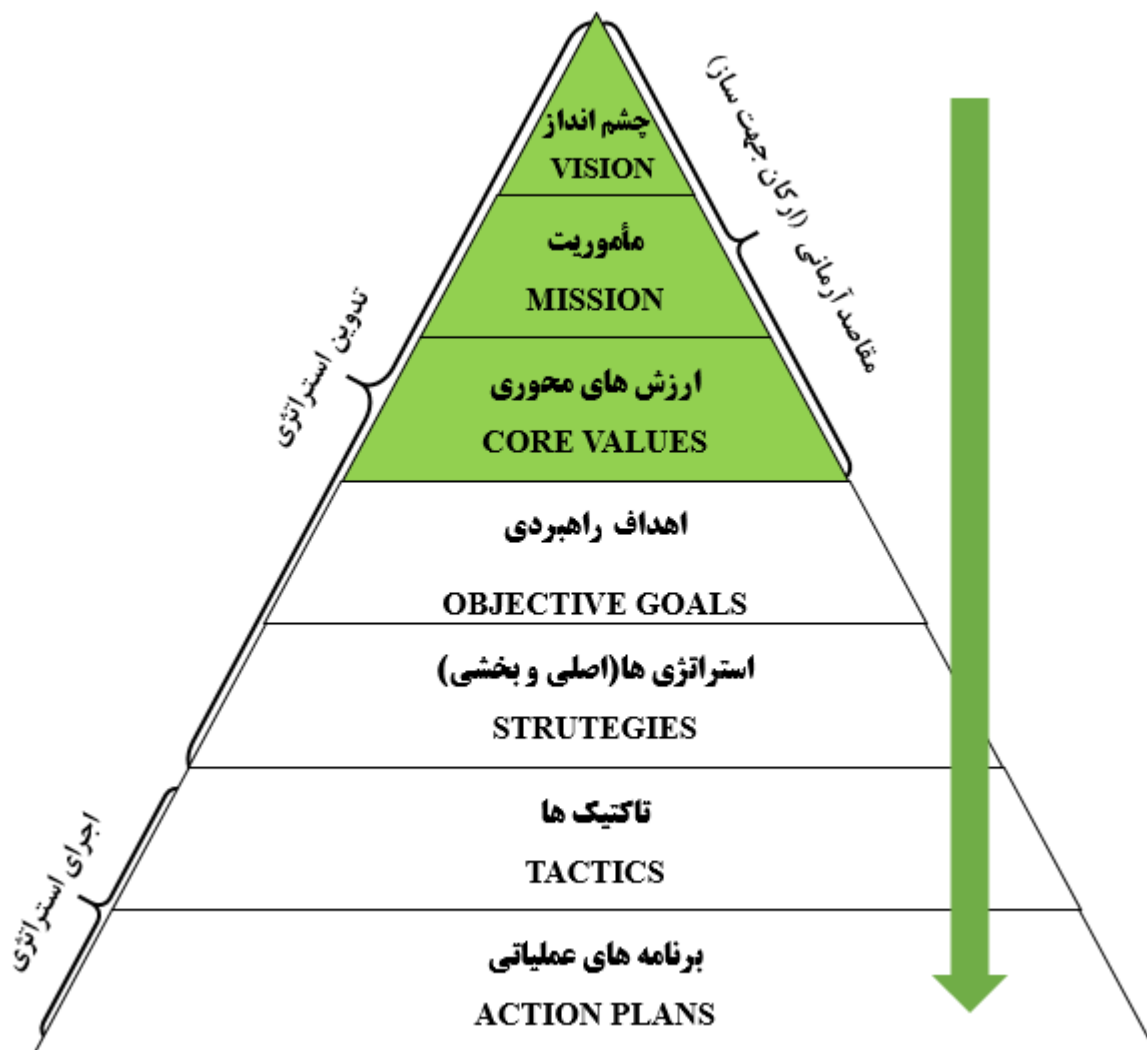 چشم انداز
VISION
مأموریت
MISSION
ارزش های محوری
CORE VALUES
اهداف راهبردی
OBJECTIVE GOALS
استراتژی ها(اصلی و بخشی)
STRUTEGIES
تاکتیک ها
TACTICS
برنامه های عملیاتی
ACTION PLANS
مقاصد آرمانی (ارکان جهت ساز)
تدوین استراتژی
اجرای استراتژی